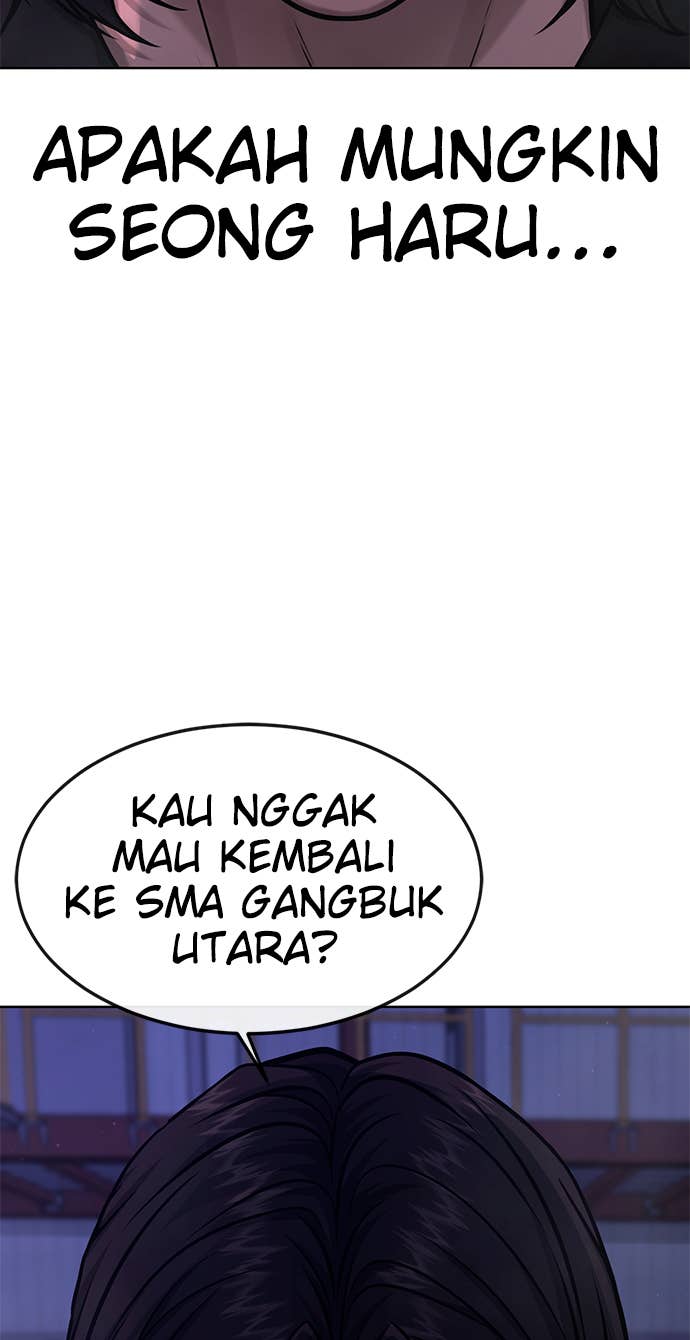 APAKAH MUNGKIN
SEONG HARU...
KAU NGGAK
MAU KEMBALI
KE SMA GANGBUK
UTARA?